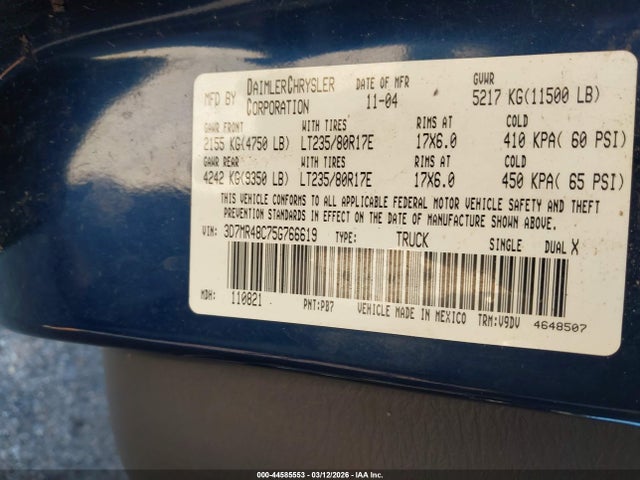 MFD BY DAIMLERCHRYSLER CORPORATION DATE OF MFR 11-04 GVWR 5217 KG(11500 LB)
GAWR FRONT WITH TIRES RIMS AT COLD
2155 KG(4750 LB) LT235/80R17E 17X6.0 410 KPA( 60 PSI)
GAWR REAR WITH TIRES RIMS AT COLD
4242 KG(9350 LB) LT235/80R17E 17X6.0 450 KPA( 65 PSI)
THIS VEHICLE CONFORMS TO ALL APPLICABLE FEDERAL MOTOR VEHICLE SAFETY AND THEFT
PREVENTION STANDARDS IN EFFECT ON THE DATE OF MANUFACTURE SHOWN ABOVE.
VIN: 3D7MR48C75G766619 TYPE: TRUCK SINGLE DUAL X
MDH: 110821 PNT:PB7 VEHICLE MADE IN MEXICO TRM:V9DV 4648507
000-44585553 | 03/12/2026 | IAA Inc.